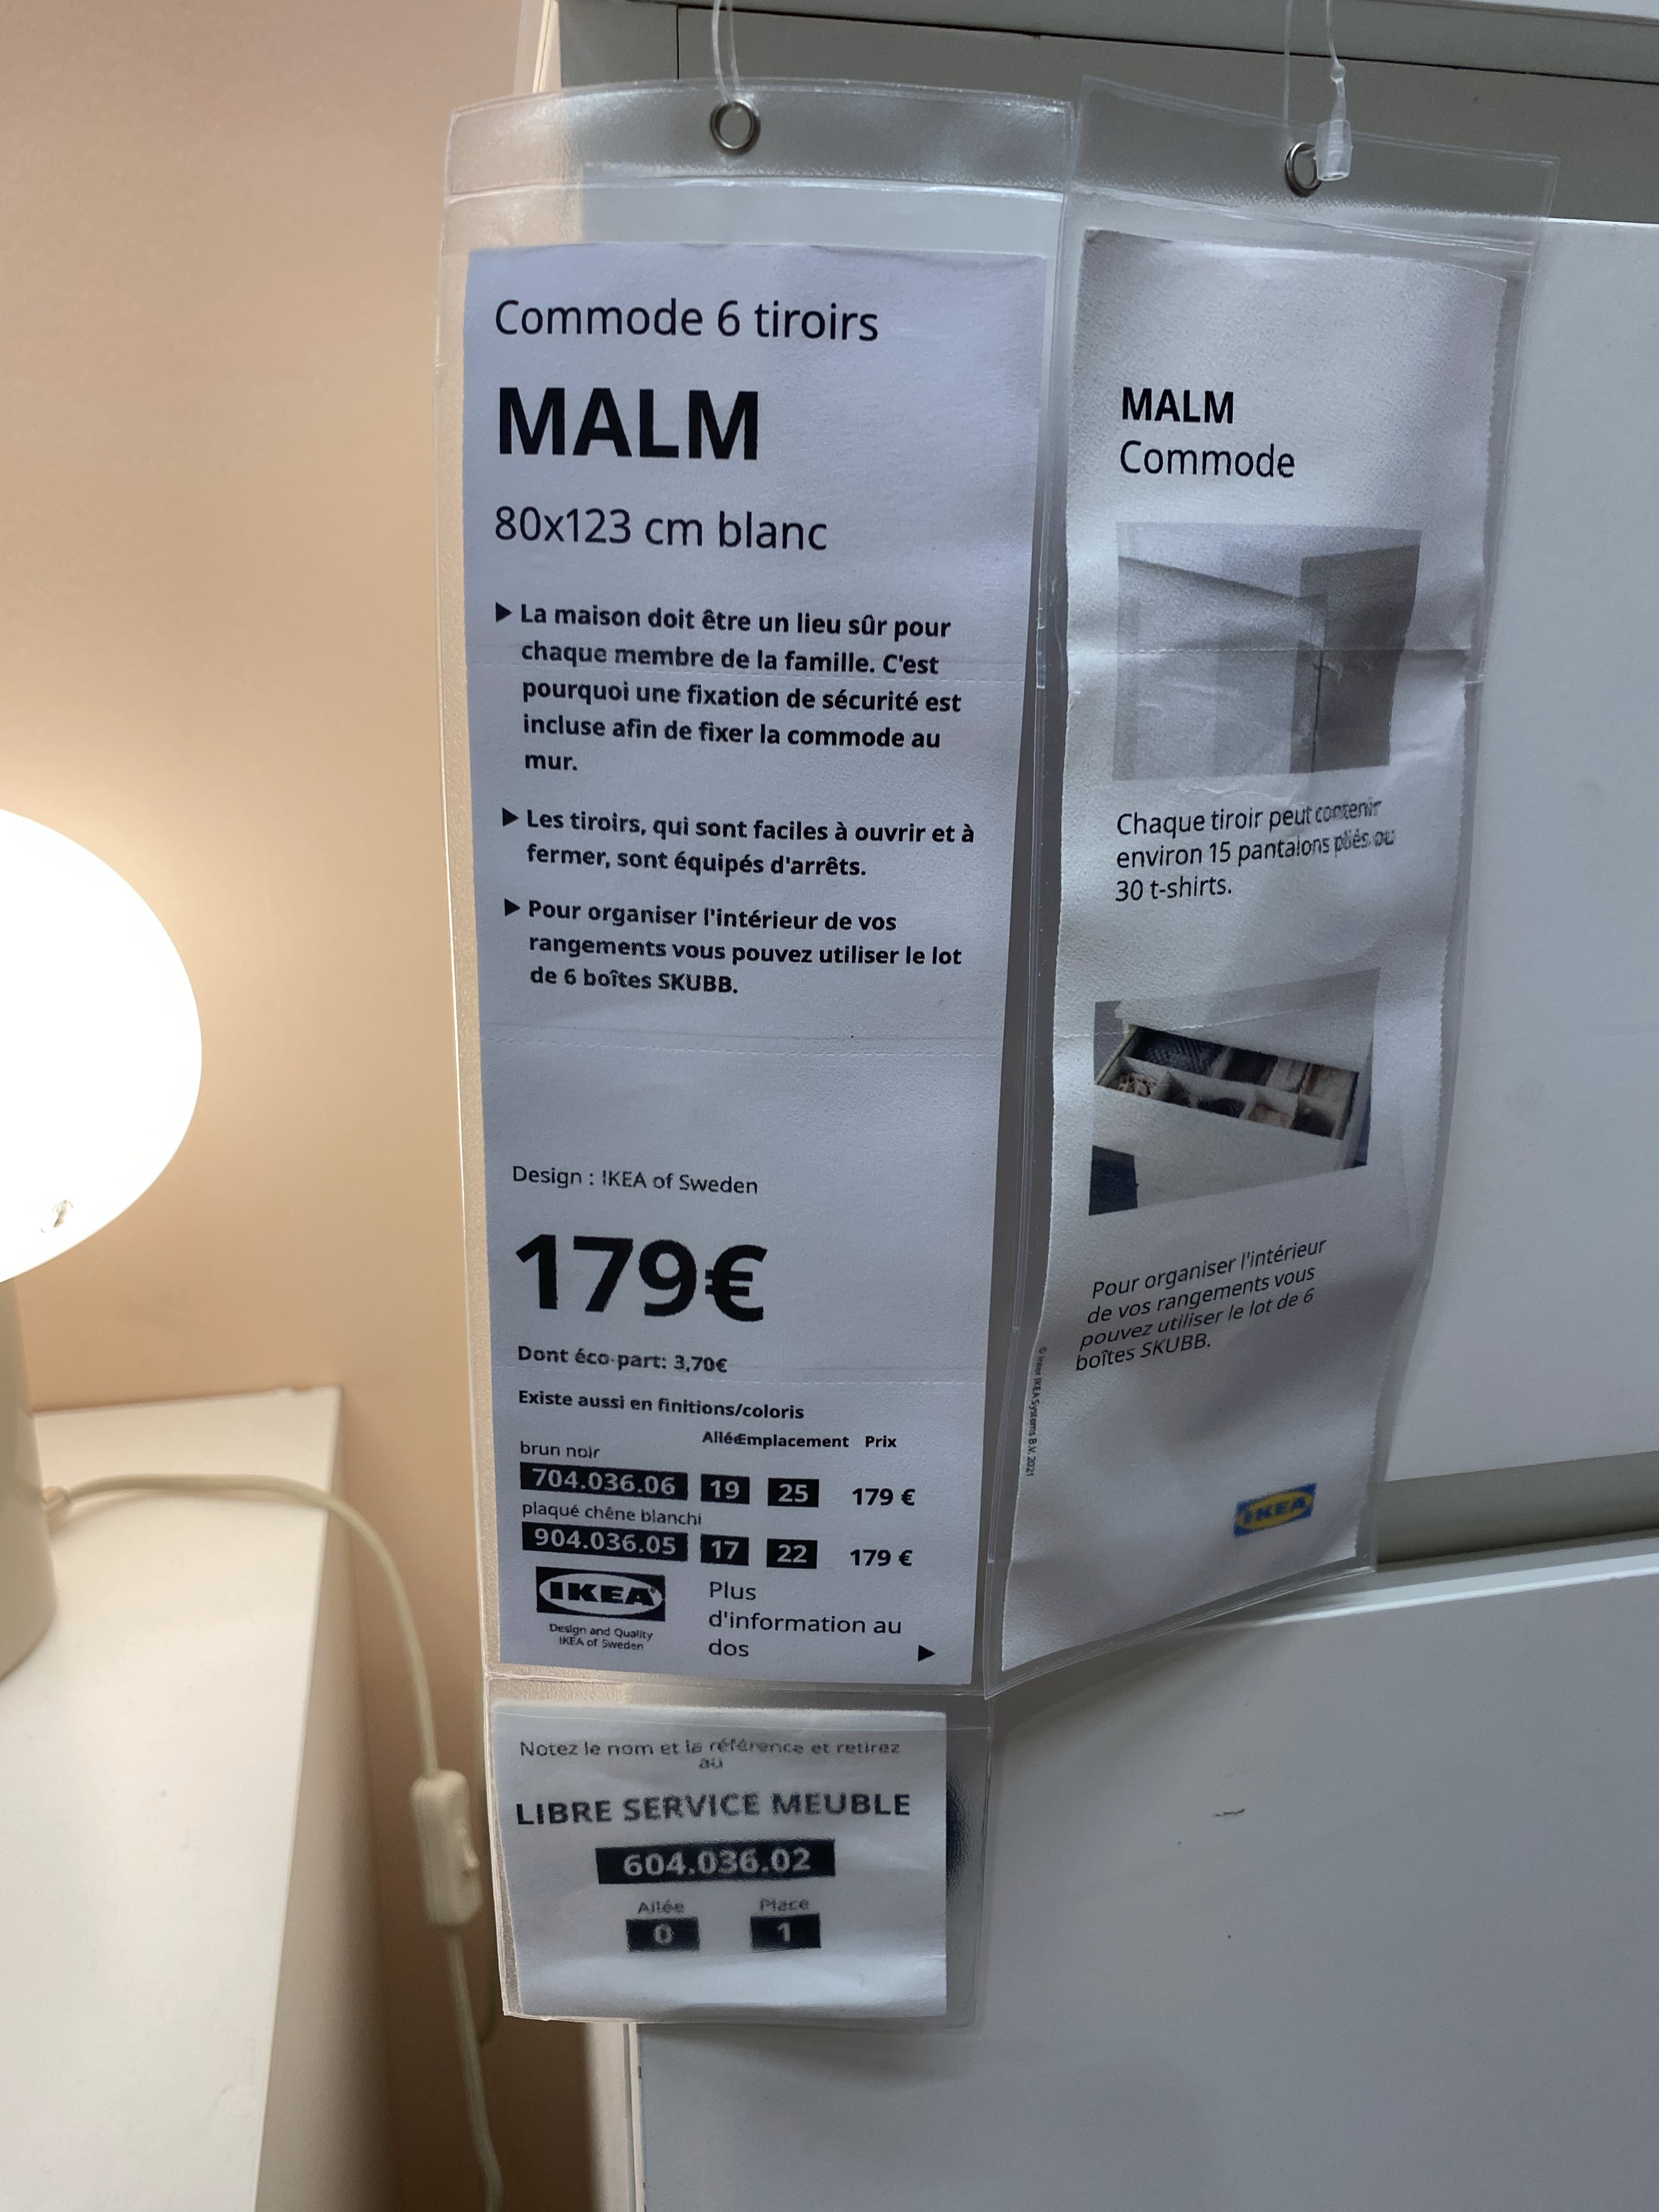 Commode 6 tiroirs
MALM
80x123 cm blanc
▶ La maison doit être un lieu sûr pour
chaque membre de la famille. C'est
pourquoi une fixation de sécurité est
incluse afin de fixer la commode au
mur.
▶ Les tiroirs, qui sont faciles à ouvrir et à
fermer, sont équipés d'arrêts.
▶ Pour organiser l'intérieur de vos
rangements vous pouvez utiliser le lot
de 6 boîtes SKUBB.
Design : IKEA of Sweden
179€
Dont éco-part: 3,70€
Existe aussi en finitions/coloris
Allée Emplacement Prix
brun noir
704.036.06 19 25 179 €
plaqué chêne blanchi
904.036.05 17 22 179 €
IKEA
Design and Quality
IKEA of Sweden
Plus
d'information au
dos ▶
Notez le nom et la référence et retirez
au
LIBRE SERVICE MEUBLE
604.036.02
Allée Place
0 1
MALM
Commode
Chaque tiroir peut contenir
environ 15 pantalons pliés ou
30 t-shirts.
Pour organiser l'intérieur
de vos rangements vous
pouvez utiliser le lot de 6
boîtes SKUBB.
© Inter IKEA Systems B.V. 2021
IKEA